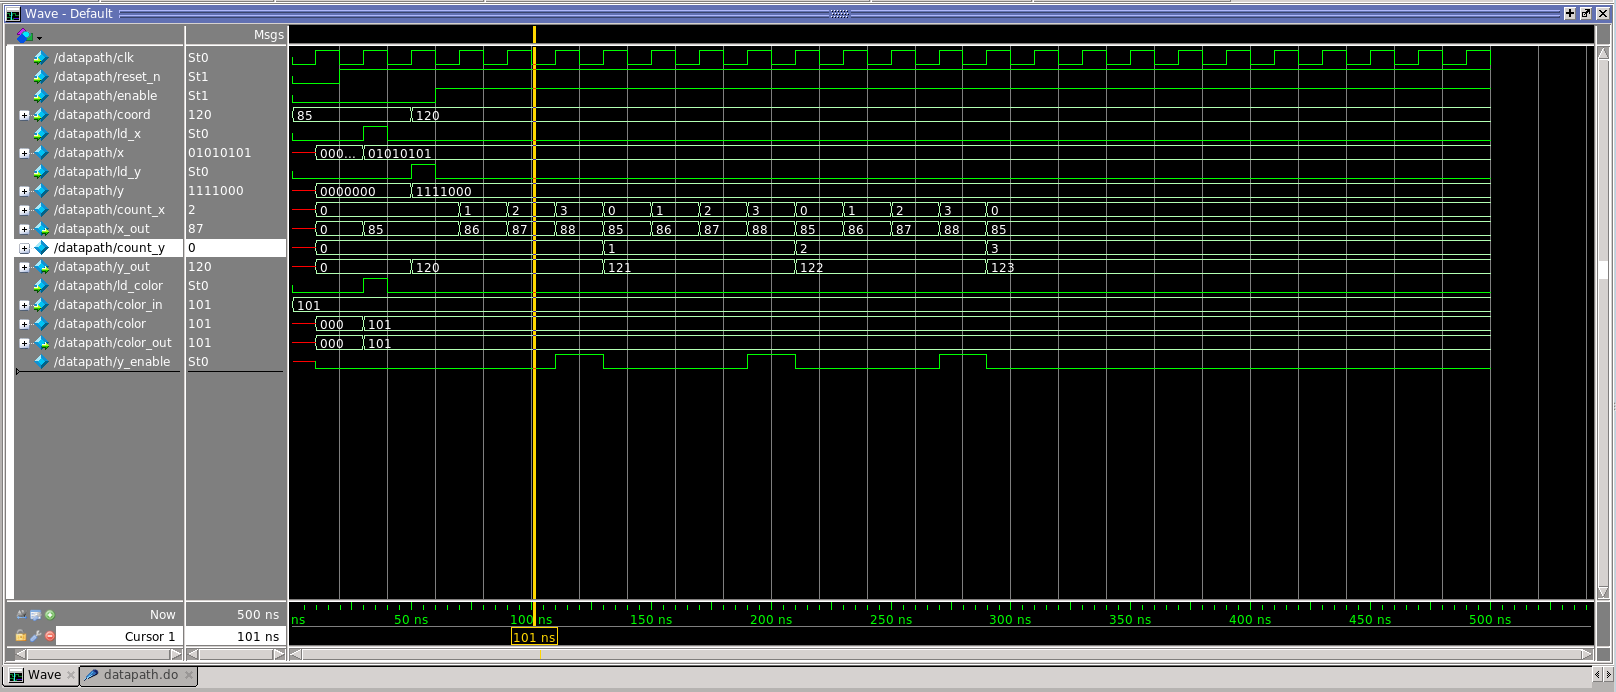 Wave - Default
Msgs
/datapath/clk St0
/datapath/reset_n St1
/datapath/enable St1
/datapath/coord 120 85 120
/datapath/ld_x St0
/datapath/x 01010101 000... 01010101
/datapath/ld_y St0
/datapath/y 1111000 0000000 1111000
/datapath/count_x 2 0 1 2 3 0 1 2 3 0 1 2 3 0
/datapath/x_out 87 0 85 86 87 88 85 86 87 88 85 86 87 88 85
/datapath/count_y 0 0 1 2 3
/datapath/y_out 120 0 120 121 122 123
/datapath/ld_color St0
/datapath/color_in 101 101
/datapath/color 101 000 101
/datapath/color_out 101 000 101
/datapath/y_enable St0
Now 500 ns ns 50 ns 100 ns 150 ns 200 ns 250 ns 300 ns 350 ns 400 ns 450 ns 500 ns
Cursor 1 101 ns 101 ns
Wave datapath.do